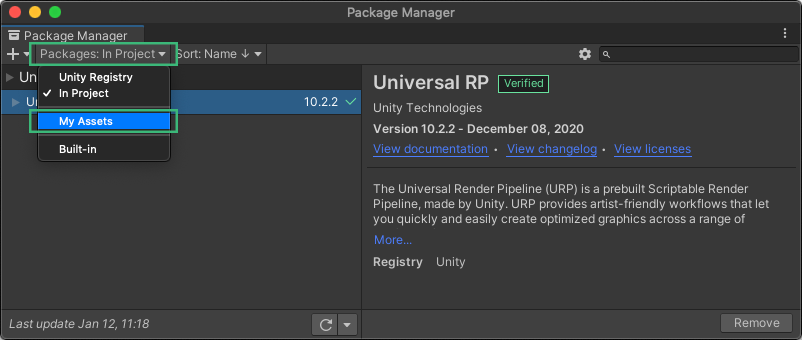 Package Manager
Package Manager
+ Packages: In Project Sort: Name ↓
Un
Unity Registry
✓ In Project
My Assets
Built-in
Un 10.2.2 ✓
Universal RP Verified
Unity Technologies
Version 10.2.2 - December 08, 2020
View documentation • View changelog • View licenses
The Universal Render Pipeline (URP) is a prebuilt Scriptable Render
Pipeline, made by Unity. URP provides artist-friendly workflows that let
you quickly and easily create optimized graphics across a range of
More...
Registry Unity
Last update Jan 12, 11:18
Remove